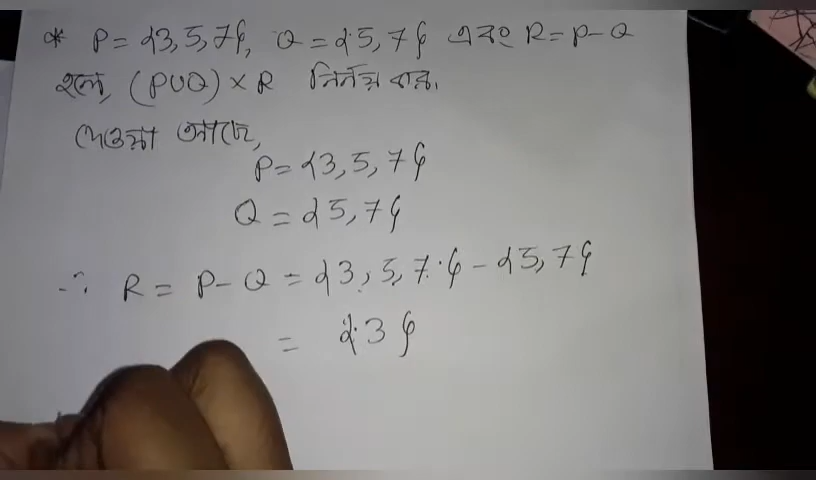 * P = {3, 5, 7}, Q = {5, 7} এবং R = P - Q
হলে, (P∪Q) × R নির্নয় কর।
দেওয়া আছে,
P = {3, 5, 7}
Q = {5, 7}
∴ R = P - Q = {3, 5, 7} - {5, 7}
= {3}